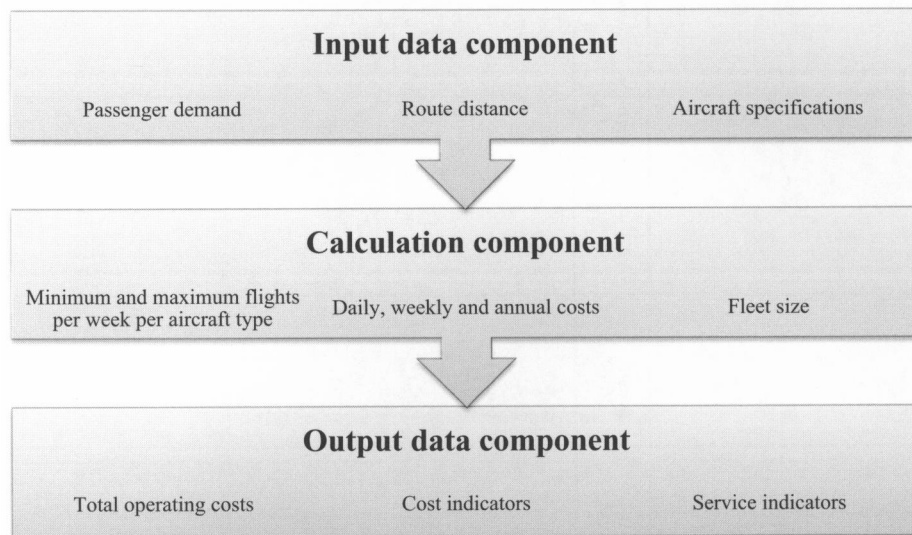 Input data component
Passenger demand
Route distance
Aircraft specifications
Calculation component
Minimum and maximum flights
per week per aircraft type
Daily, weekly and annual costs
Fleet size
Output data component
Total operating costs
Cost indicators
Service indicators